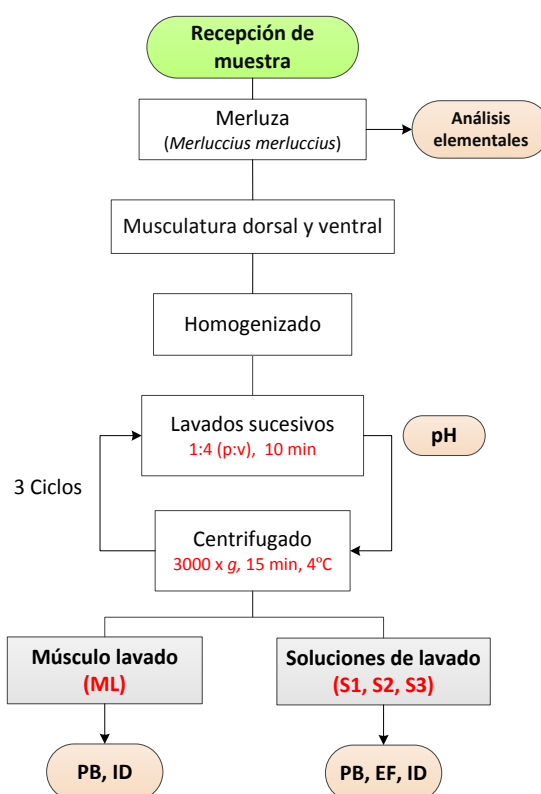 Recepción de
muestra
Merluza
(Merluccius merluccius)
Análisis
elementales
Musculatura dorsal y ventral
Homogenizado
Lavados sucesivos
1:4 (p:v), 10 min
pH
3 Ciclos
Centrifugado
3000 x g, 15 min, 4ºC
Músculo lavado
(ML)
Soluciones de lavado
(S1, S2, S3)
PB, ID
PB, EF, ID